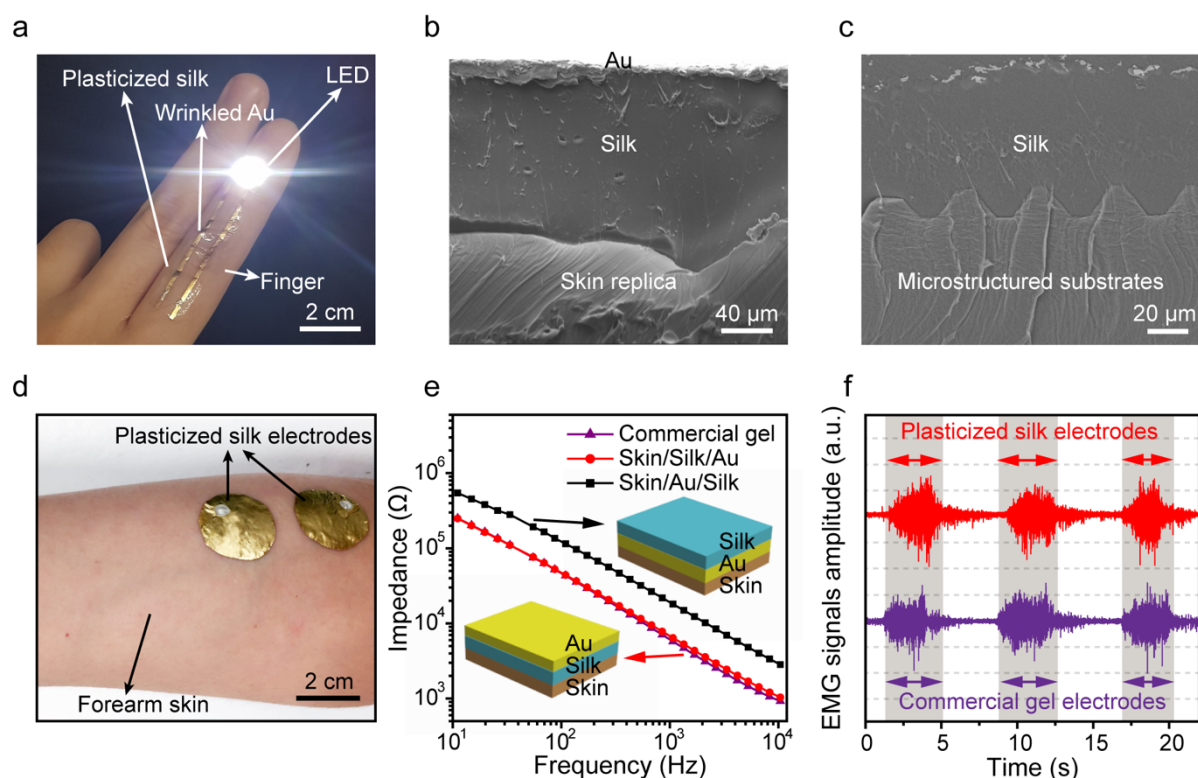 a
Plasticized silk
LED
Wrinkled Au
Finger
2 cm
b
Au
Silk
Skin replica
40 µm
c
Silk
Microstructured substrates
20 µm
d
Plasticized silk electrodes
Forearm skin
2 cm
e
Commercial gel
Skin/Silk/Au
Skin/Au/Silk
Silk
Au
Skin
Au
Silk
Skin
Impedance (Ω)
10⁶
10⁵
10⁴
10³
10¹ 10² 10³ 10⁴
Frequency (Hz)
f
EMG signals amplitude (a.u.)
Plasticized silk electrodes
Commercial gel electrodes
0 5 10 15 20
Time (s)